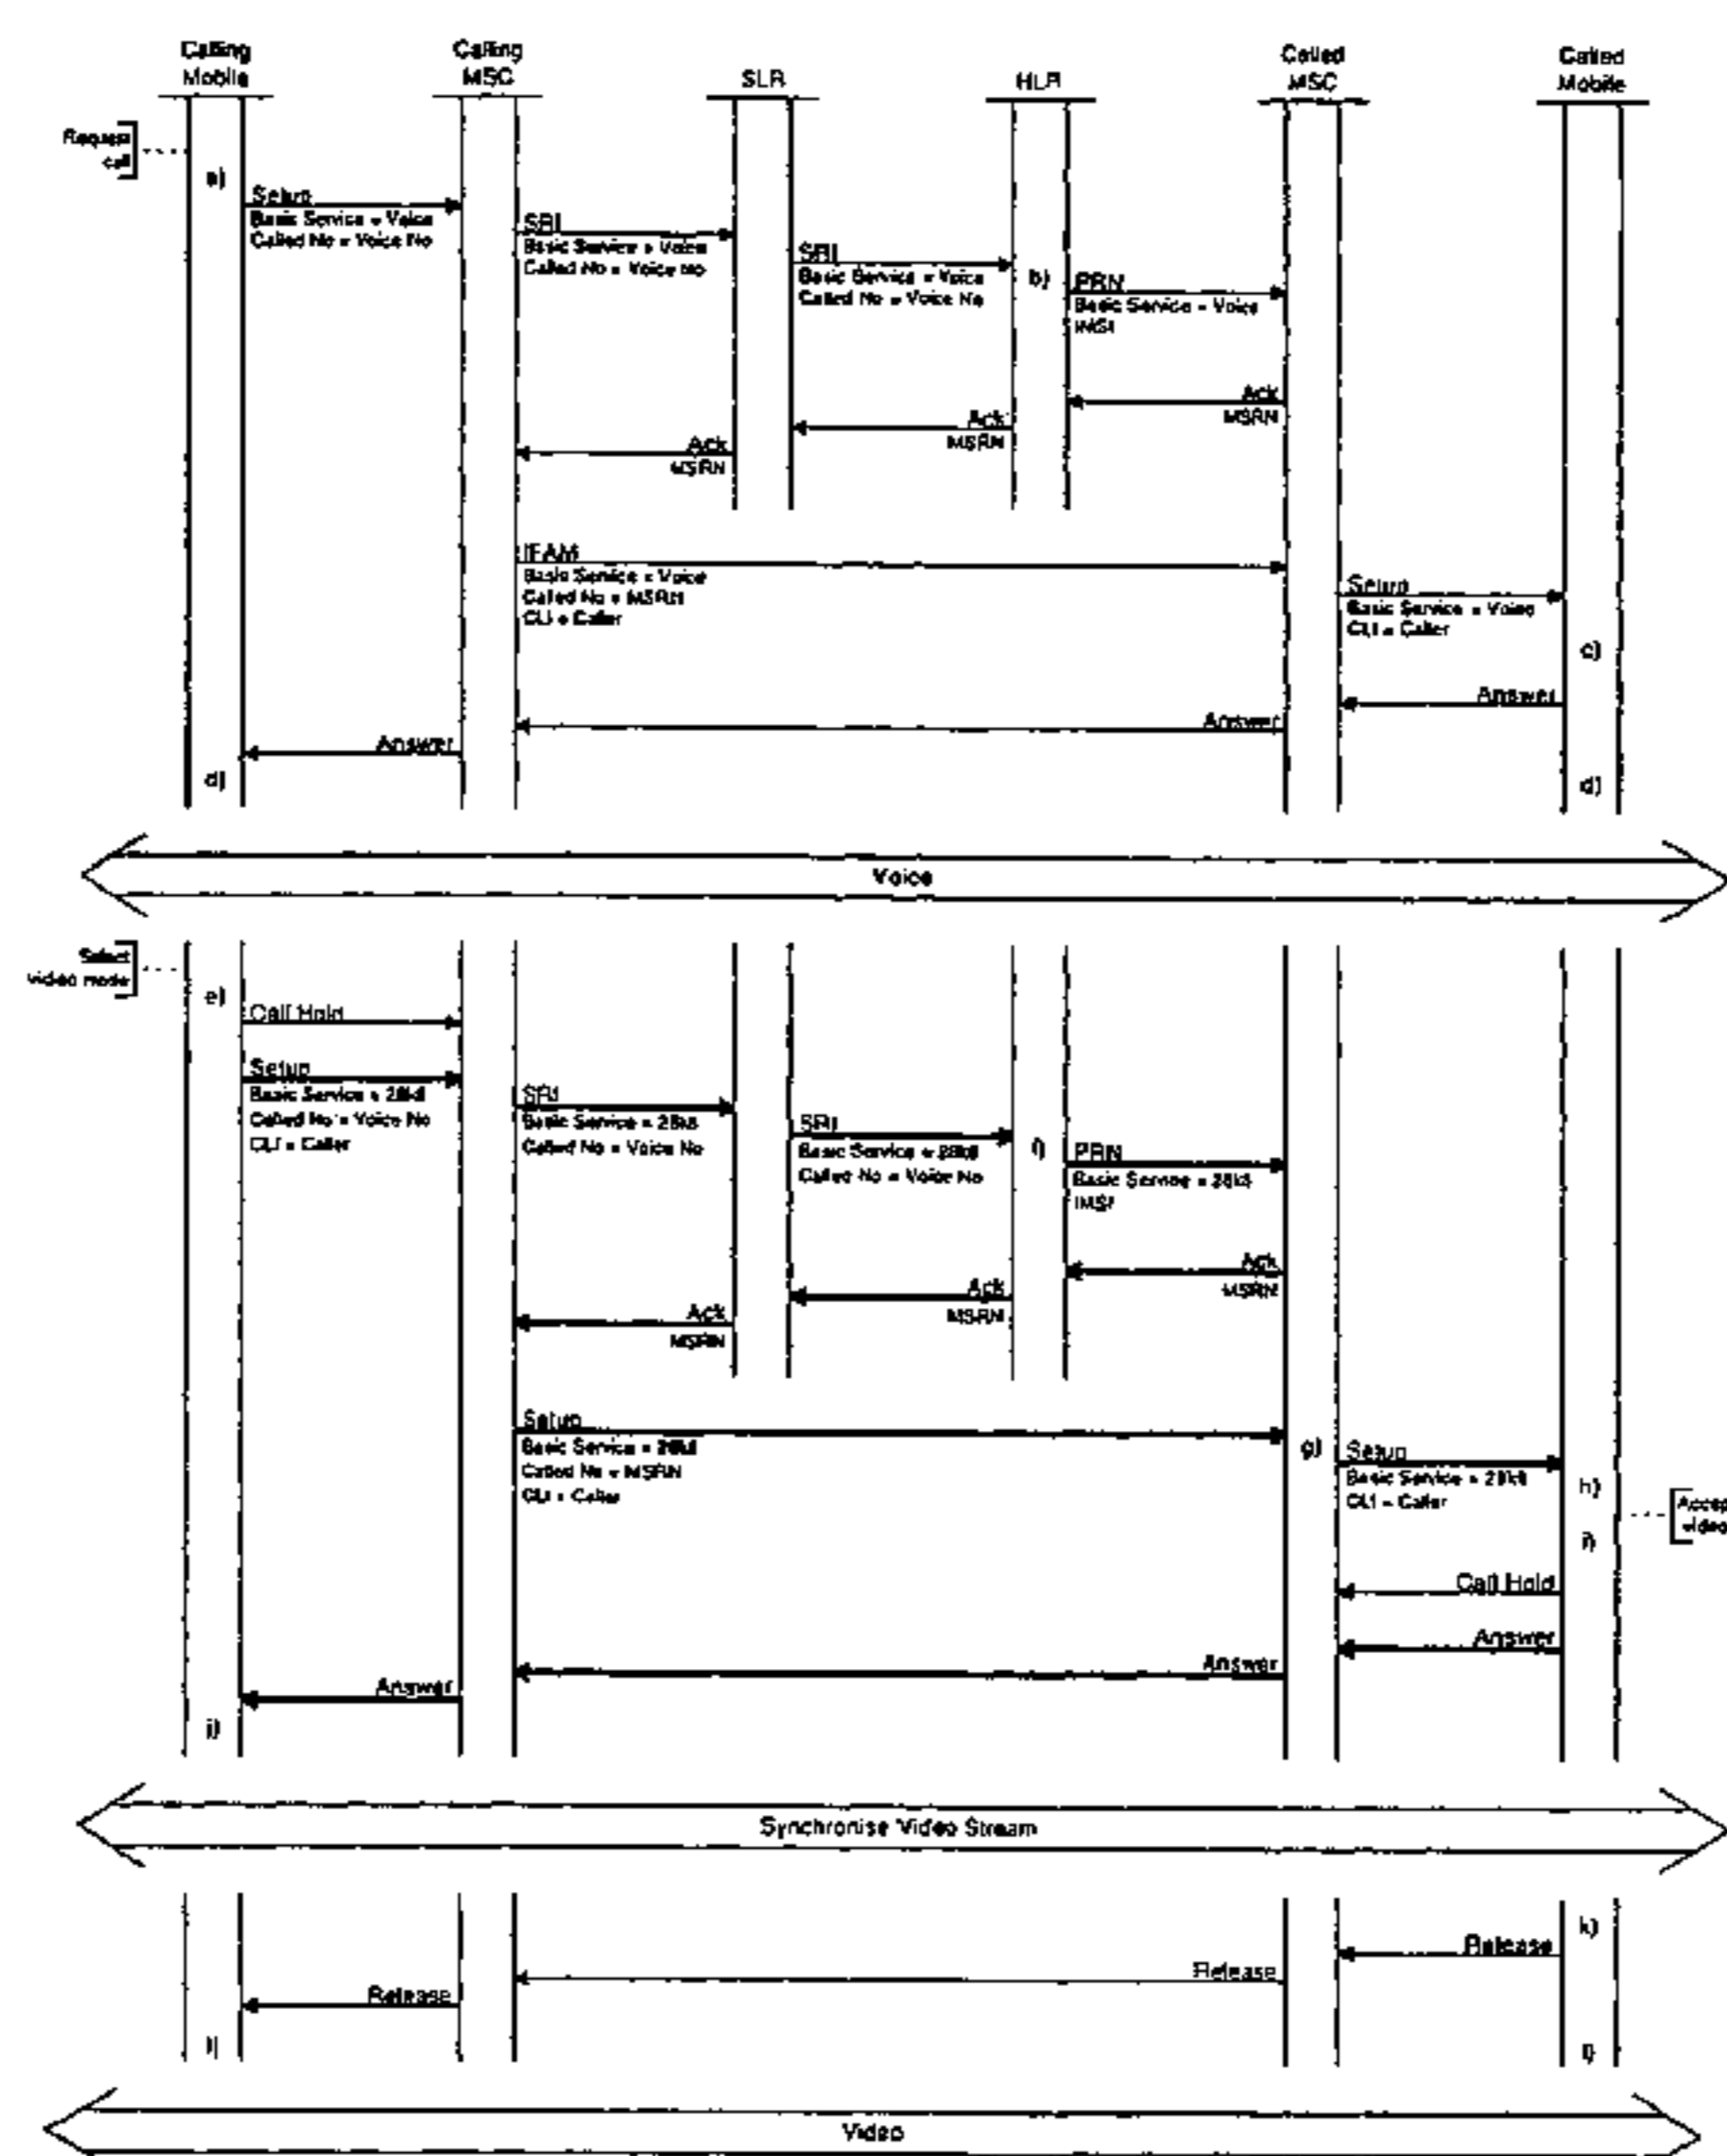 Calling
Mobile
Calling
MSC
SLR
HLR
Called
MSC
Called
Mobile
Request
Call
a)
Setup
Basic Service = Voice
Called No = Voice No
SRI
Basic Service = Voice
Called No = Voice No
SRI
Basic Service = Voice
Called No = Voice No
b)
PRN
Basic Service = Voice
IMSI
Ack
MSRN
Ack
MSRN
Ack
MSRN
IFAM
Basic Service = Voice
Called No = MSRN
CLI = Caller
Setup
Basic Service = Voice
CLI = Caller
c)
Answer
Answer
Answer
d)
d)
Voice
Select
Video mode
e)
Call Hold
Setup
Basic Service = 28k8
Called No = Voice No
CLI = Caller
SRI
Basic Service = 28k8
Called No = Voice No
SRI
Basic Service = 28k8
Called No = Voice No
f)
PRN
Basic Service = 28k8
IMSI
Ack
MSRN
Ack
MSRN
Ack
MSRN
Setup
Basic Service = 28k8
Called No = MSRN
CLI = Caller
g)
Setup
Basic Service = 28k8
CLI = Caller
h)
Accep
video
i)
Call Hold
Answer
Answer
Answer
j)
Synchronise Video Stream
k)
Release
Release
Release
l)
l)
Video